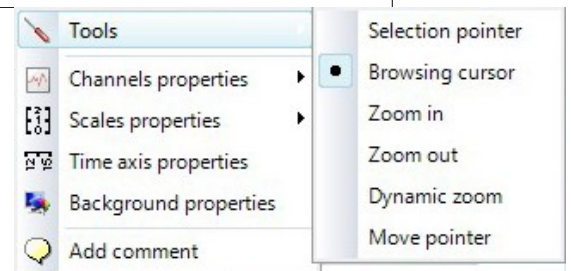 Tools
Channels properties
Scales properties
Time axis properties
Background properties
Add comment
Selection pointer
Browsing cursor
Zoom in
Zoom out
Dynamic zoom
Move pointer